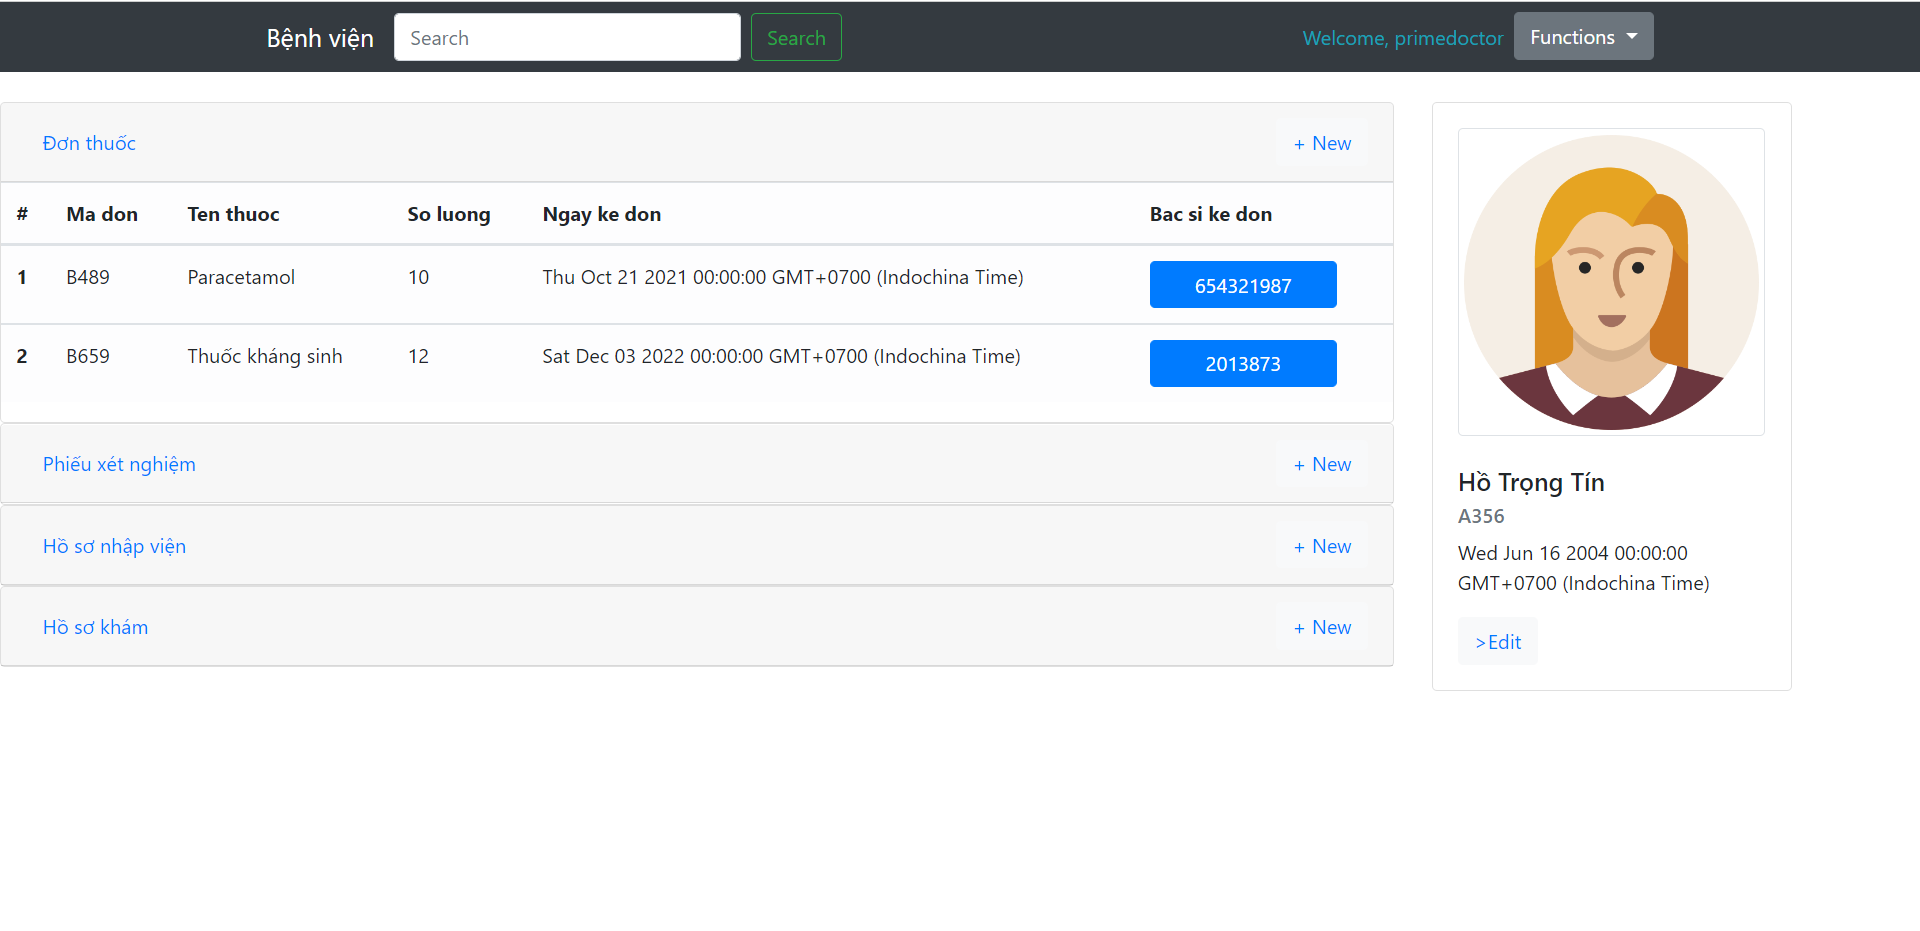 Bệnh viện Search Search Welcome, primedoctor Functions
Đơn thuốc + New
# Ma don Ten thuoc So luong Ngay ke don Bac si ke don
1 B489 Paracetamol 10 Thu Oct 21 2021 00:00:00 GMT+0700 (Indochina Time) 654321987
2 B659 Thuốc kháng sinh 12 Sat Dec 03 2022 00:00:00 GMT+0700 (Indochina Time) 2013873
Phiếu xét nghiệm + New
Hồ sơ nhập viện + New
Hồ sơ khám + New
Hồ Trọng Tín
A356
Wed Jun 16 2004 00:00:00
GMT+0700 (Indochina Time)
>Edit